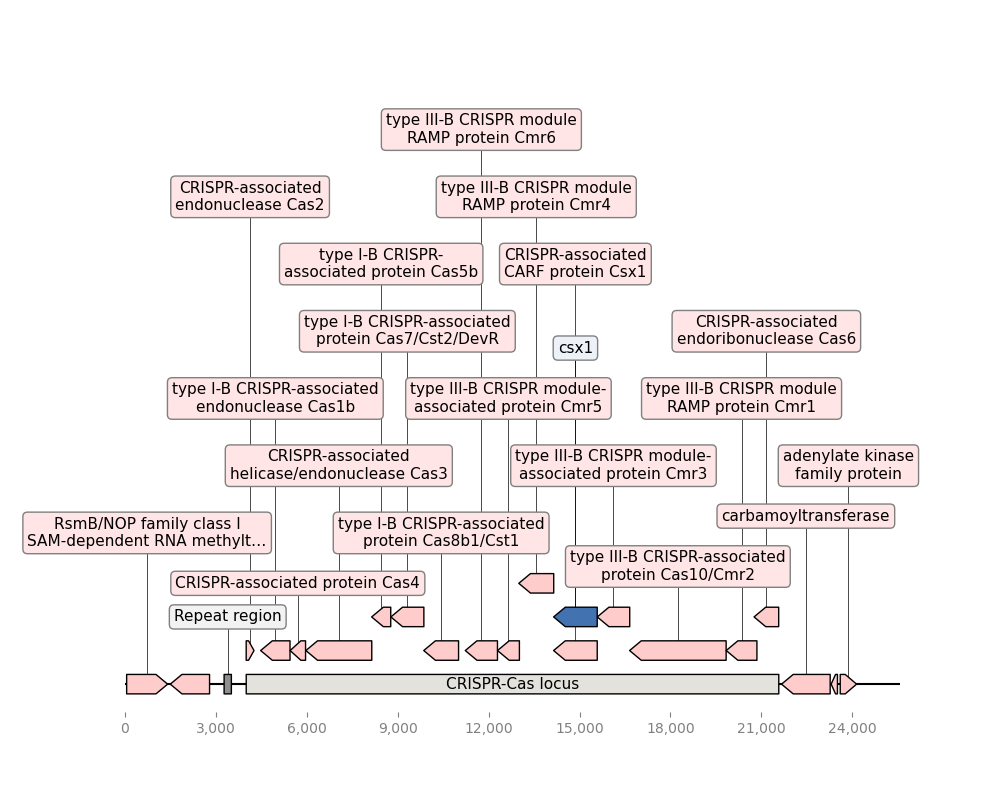 type III-B CRISPR module
RAMP protein Cmr6
CRISPR-associated
endonuclease Cas2
type III-B CRISPR module
RAMP protein Cmr4
type I-B CRISPR-
associated protein Cas5b
CRISPR-associated
CARF protein Csx1
type I-B CRISPR-associated
protein Cas7/Cst2/DevR
CRISPR-associated
endoribonuclease Cas6
csx1
type I-B CRISPR-associated
endonuclease Cas1b
type III-B CRISPR module-
associated protein Cmr5
type III-B CRISPR module
RAMP protein Cmr1
CRISPR-associated
helicase/endonuclease Cas3
type III-B CRISPR module-
associated protein Cmr3
adenylate kinase
family protein
RsmB/NOP family class I
SAM-dependent RNA methylt...
type I-B CRISPR-associated
protein Cas8b1/Cst1
carbamoyltransferase
CRISPR-associated protein Cas4
type III-B CRISPR-associated
protein Cas10/Cmr2
Repeat region
CRISPR-Cas locus
0 3,000 6,000 9,000 12,000 15,000 18,000 21,000 24,000